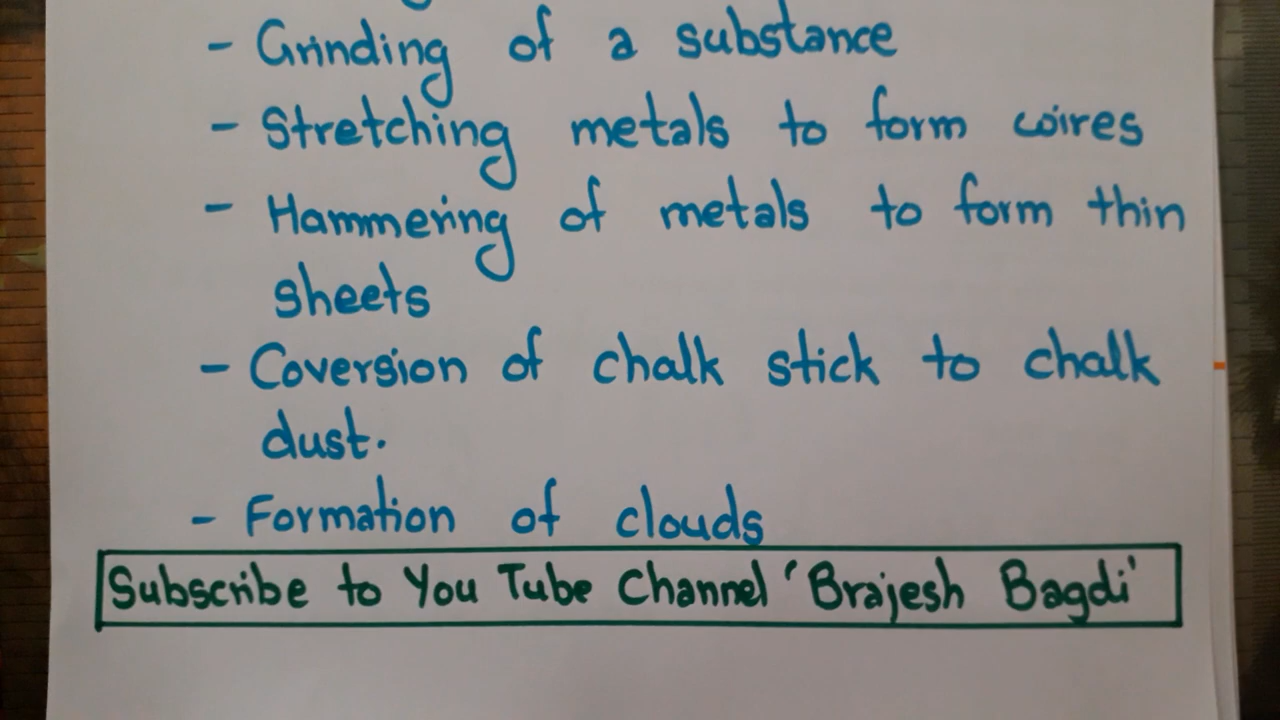 - Grinding of a substance
- Stretching metals to form wires
- Hammering of metals to form thin
sheets
- Coversion of chalk stick to chalk
dust.
- Formation of clouds
Subscribe to You Tube Channel 'Brajesh Bagdi'